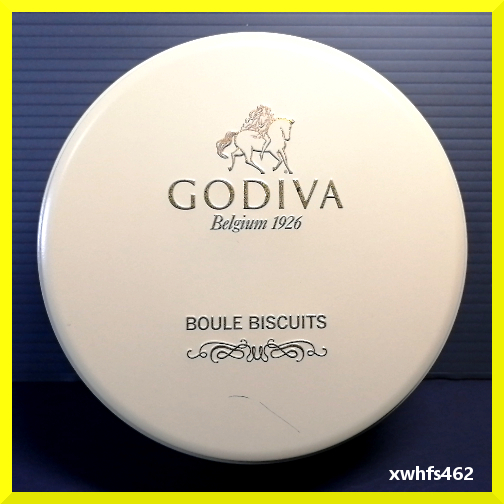 GODIVA
Belgium 1926
BOULE BISCUITS
xwhfs462